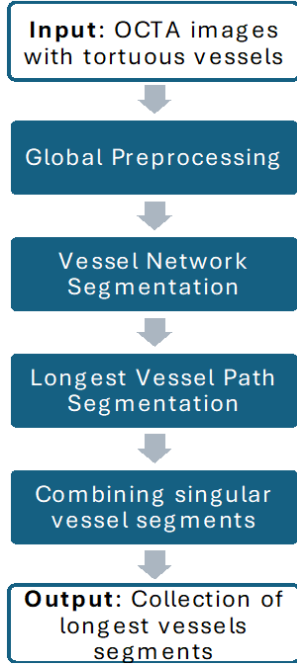 Input: OCTA images
with tortuous vessels
Global Preprocessing
Vessel Network
Segmentation
Longest Vessel Path
Segmentation
Combining singular
vessel segments
Output: Collection of
longest vessels
segments